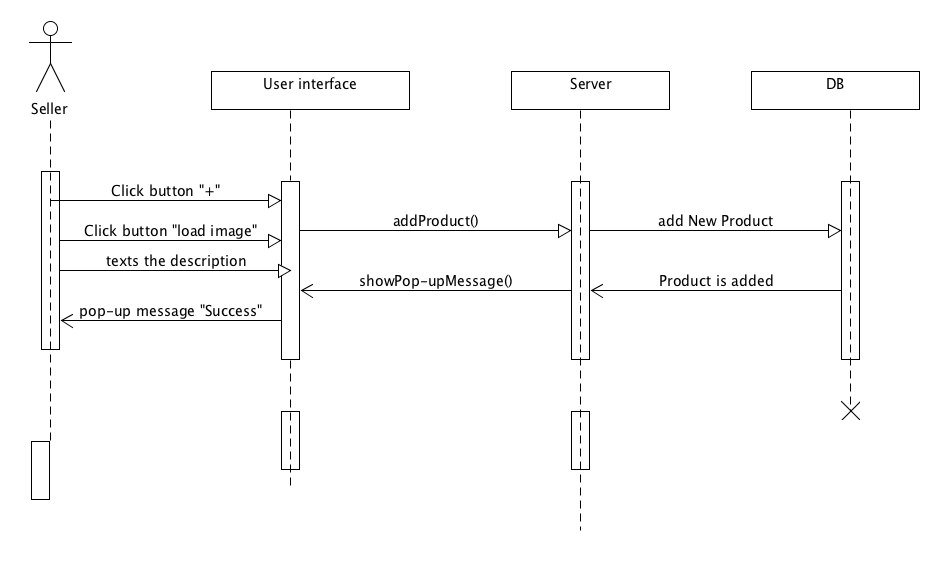 User interface
Server
DB
Seller
Click button "+"
addProduct()
add New Product
Click button "load image"
texts the description
showPop-upMessage()
Product is added
pop-up message "Success"